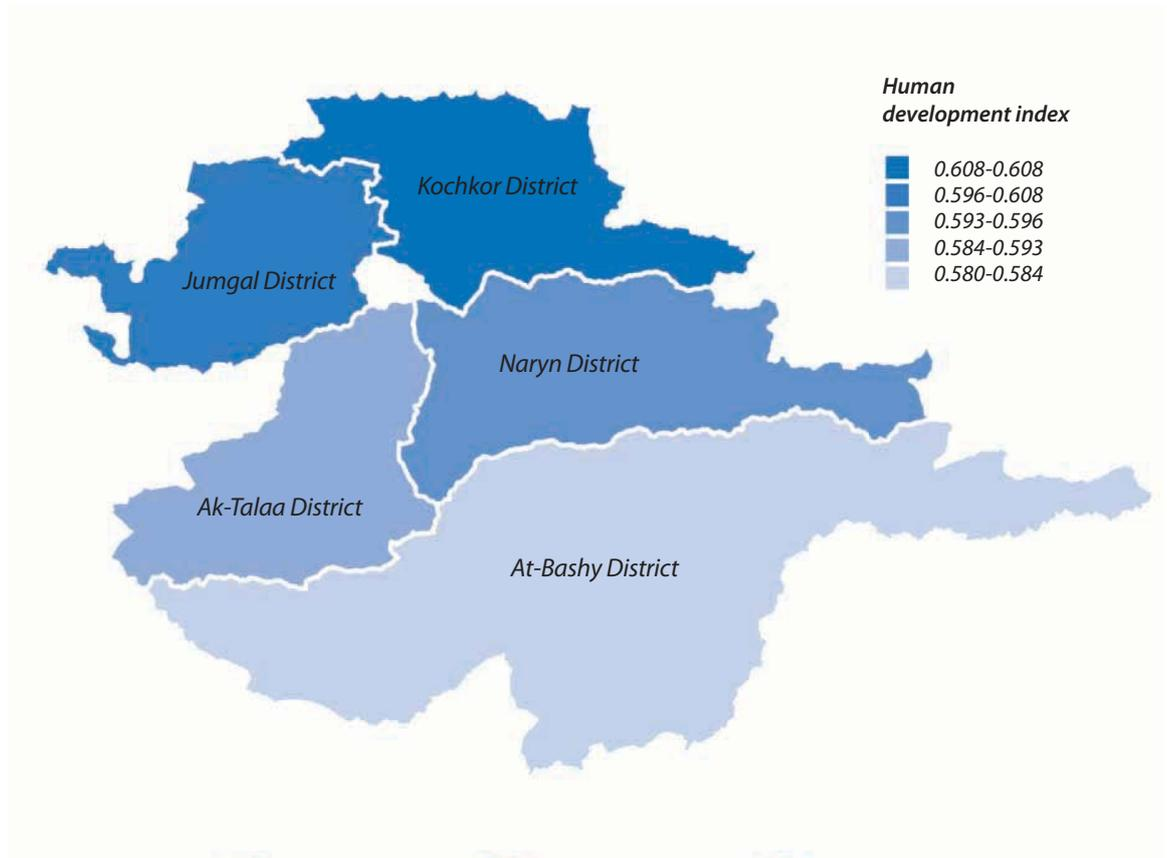 Human
development index
0.608-0.608
0.596-0.608
0.593-0.596
0.584-0.593
0.580-0.584
Kochkor District
Jumgal District
Naryn District
Ak-Talaa District
At-Bashy District